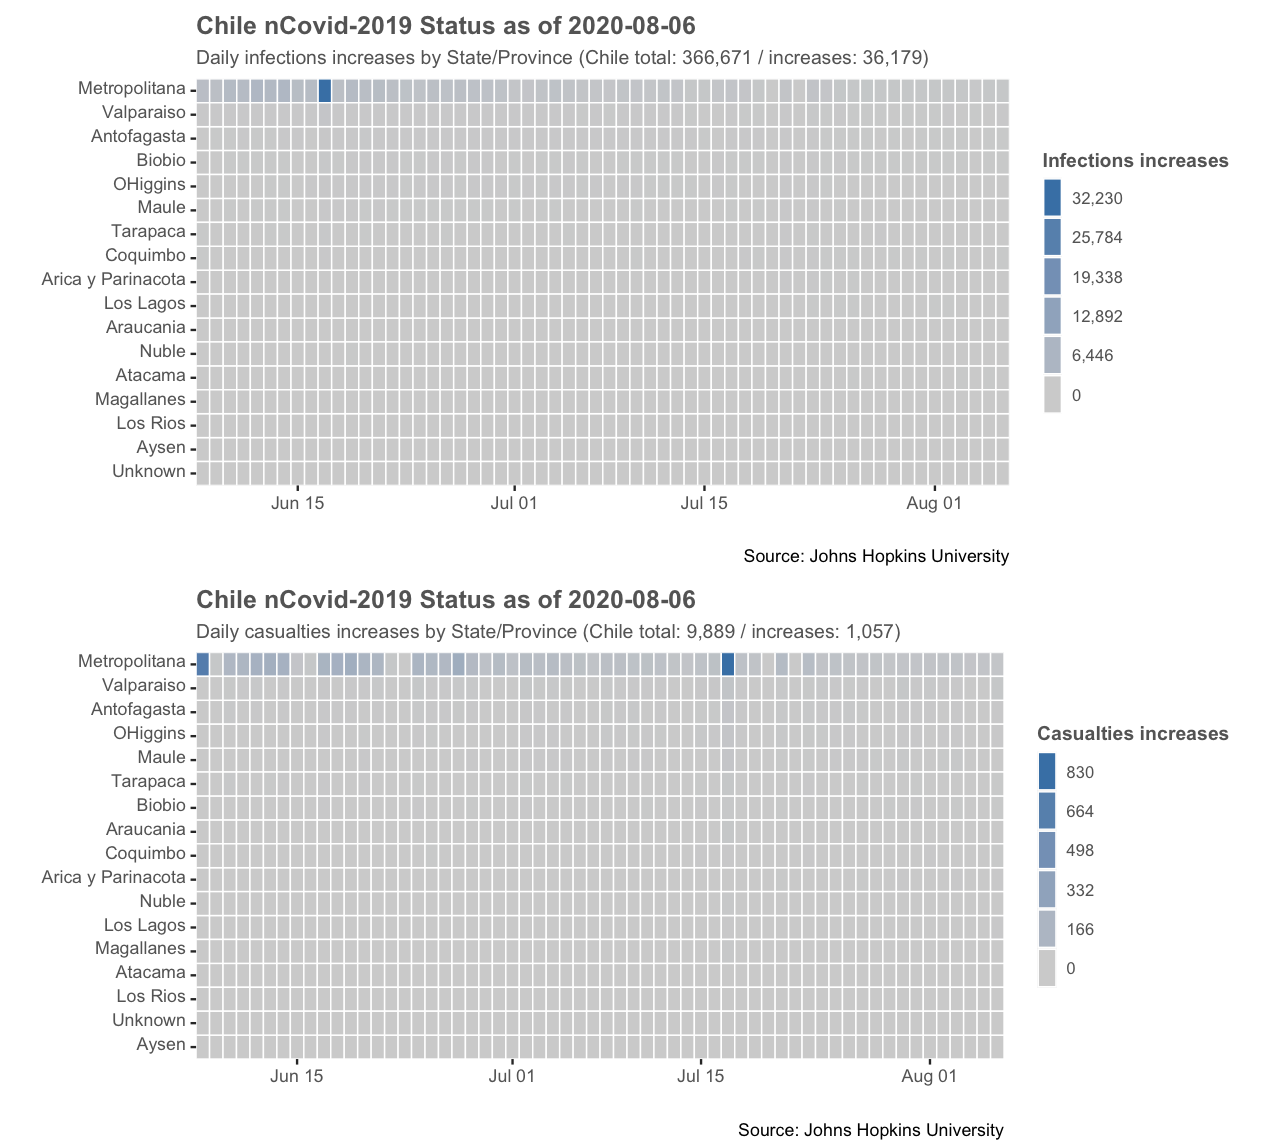 Chile nCovid-2019 Status as of 2020-08-06
Daily infections increases by State/Province (Chile total: 366,671 / increases: 36,179)
Metropolitana
Valparaiso
Antofagasta
Biobio
OHiggins
Maule
Tarapaca
Coquimbo
Arica y Parinacota
Los Lagos
Araucania
Nuble
Atacama
Magallanes
Los Rios
Aysen
Unknown
Jun 15
Jul 01
Jul 15
Aug 01
Infections increases
32,230
25,784
19,338
12,892
6,446
0
Source: Johns Hopkins University
Chile nCovid-2019 Status as of 2020-08-06
Daily casualties increases by State/Province (Chile total: 9,889 / increases: 1,057)
Metropolitana
Valparaiso
Antofagasta
OHiggins
Maule
Tarapaca
Biobio
Araucania
Coquimbo
Arica y Parinacota
Nuble
Los Lagos
Magallanes
Atacama
Los Rios
Unknown
Aysen
Jun 15
Jul 01
Jul 15
Aug 01
Casualties increases
830
664
498
332
166
0
Source: Johns Hopkins University